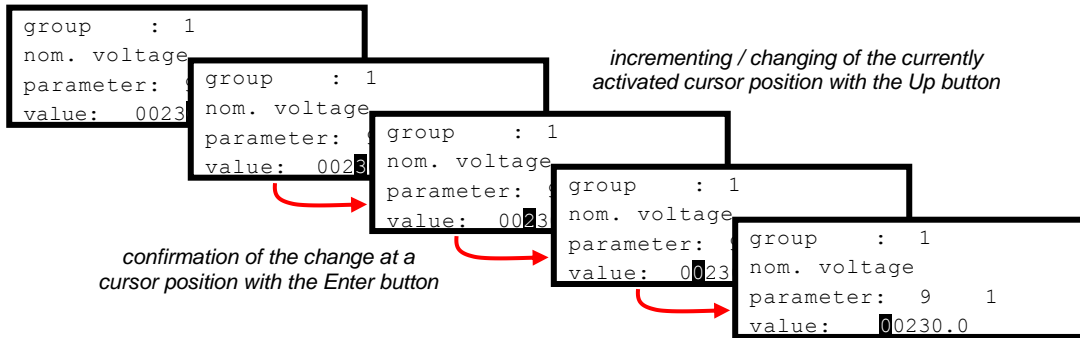 group : 1
nom. voltage
parameter:
value: 0023
group : 1
nom. voltage
parameter:
value: 0023
group : 1
nom. voltage
parameter:
value: 0023
group : 1
nom. voltage
parameter:
value: 0023
group : 1
nom. voltage
parameter: 9 1
value: 00230.0
incrementing / changing of the currently
activated cursor position with the Up button
confirmation of the change at a
cursor position with the Enter button